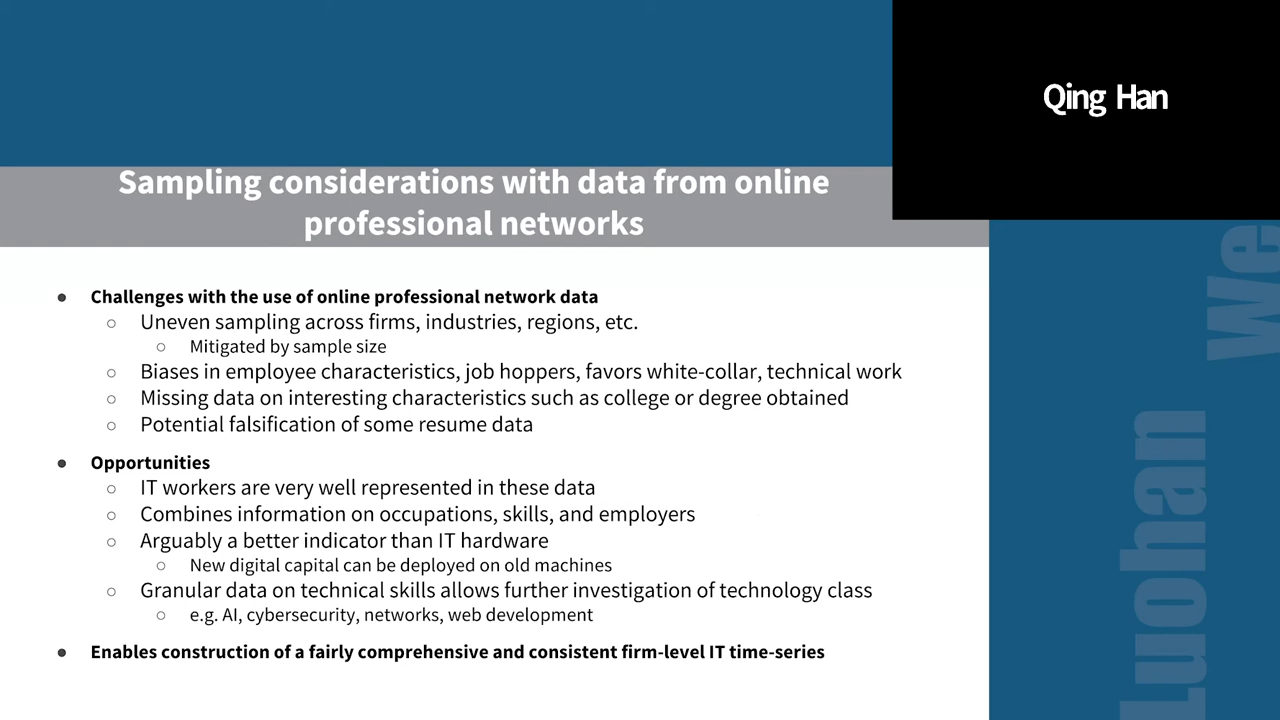 Qing Han
Sampling considerations with data from online
professional networks
● Challenges with the use of online professional network data
○ Uneven sampling across firms, industries, regions, etc.
○ Mitigated by sample size
○ Biases in employee characteristics, job hoppers, favors white-collar, technical work
○ Missing data on interesting characteristics such as college or degree obtained
○ Potential falsification of some resume data
● Opportunities
○ IT workers are very well represented in these data
○ Combines information on occupations, skills, and employers
○ Arguably a better indicator than IT hardware
○ New digital capital can be deployed on old machines
○ Granular data on technical skills allows further investigation of technology class
○ e.g. AI, cybersecurity, networks, web development
● Enables construction of a fairly comprehensive and consistent firm-level IT time-series
We
Luohan